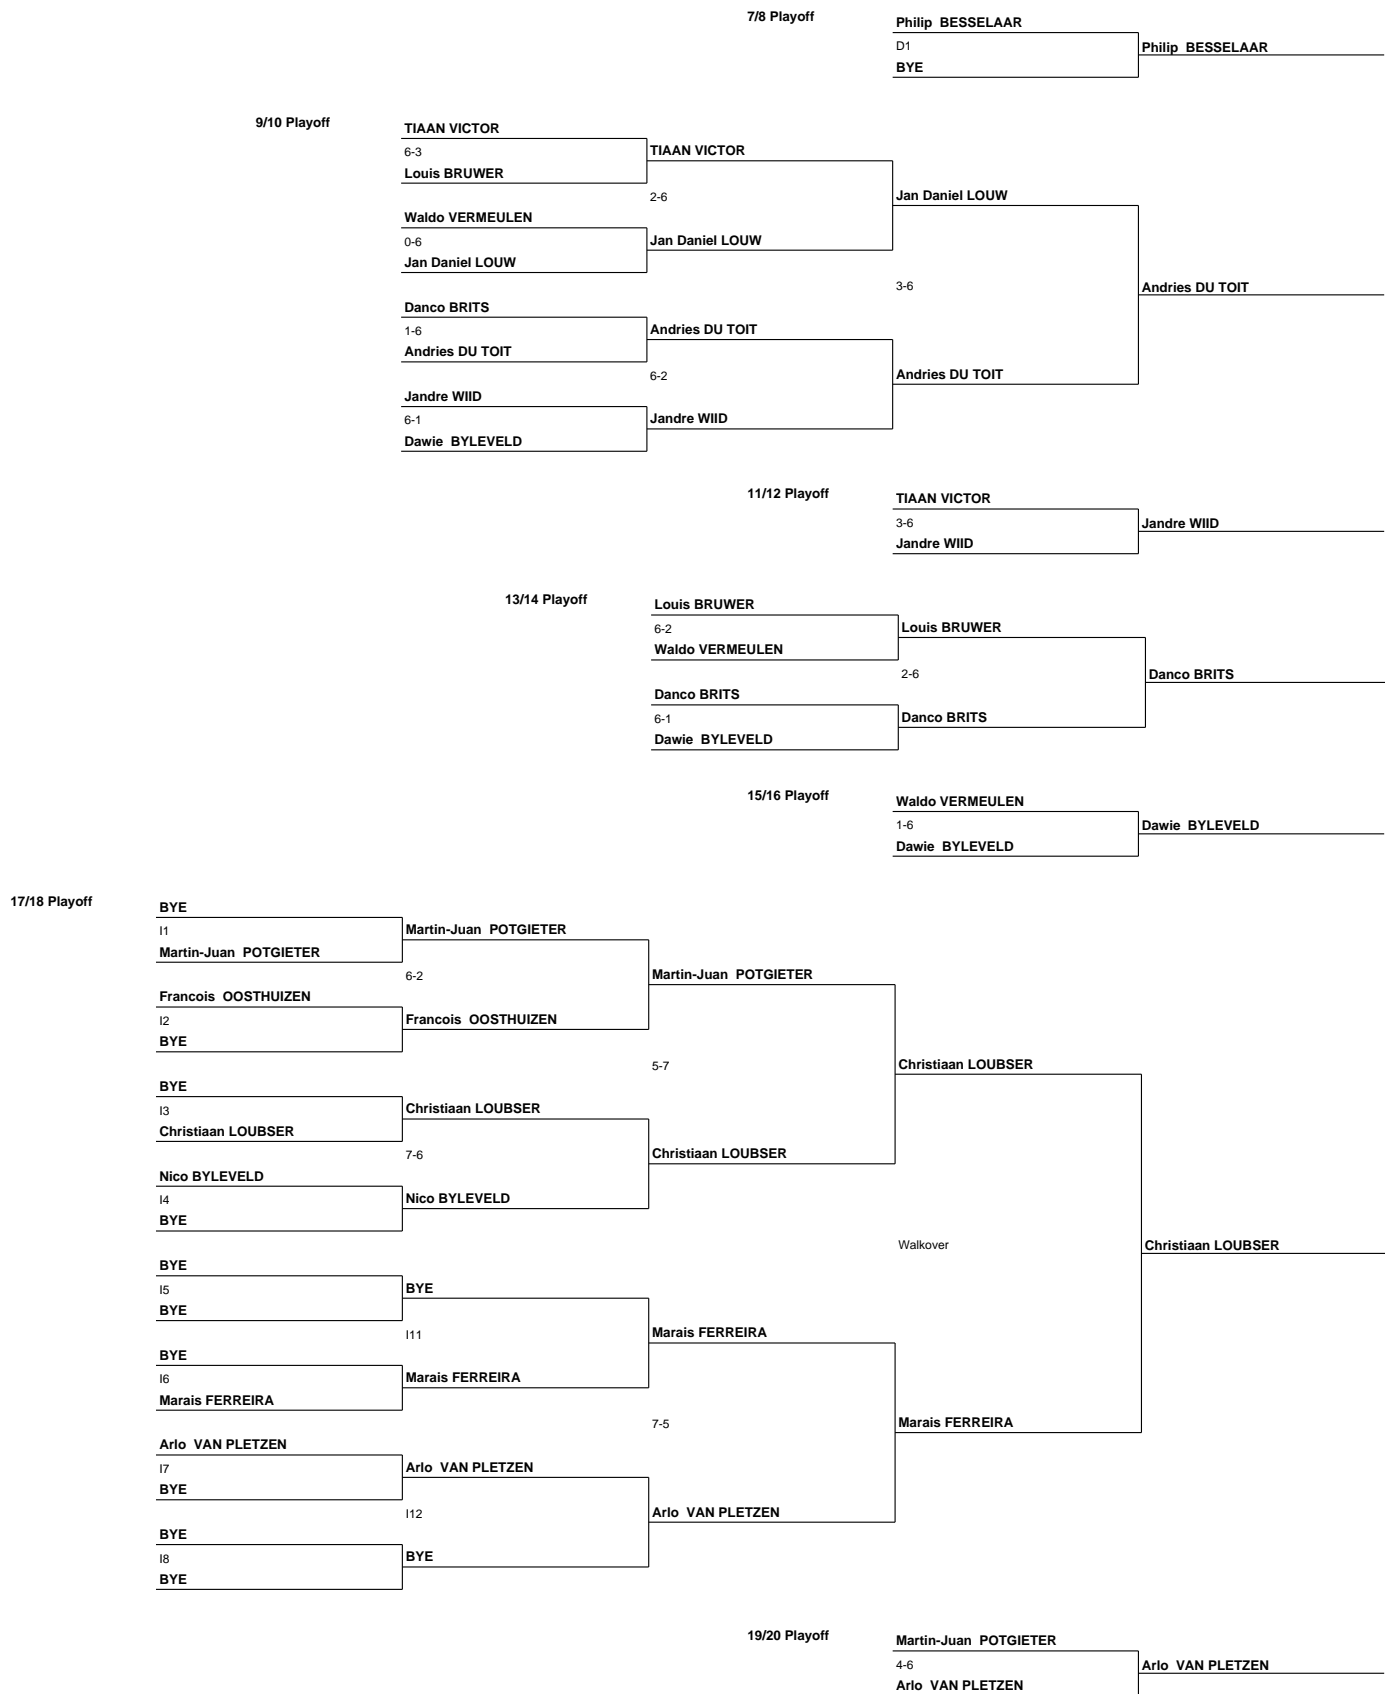 7/8 Playoff
Philip  BESSELAAR
D1
BYE
Philip  BESSELAAR
9/10 Playoff
TIAAN VICTOR
6-3
Louis BRUWER
TIAAN VICTOR
2-6
Waldo VERMEULEN
0-6
Jan Daniel LOUW
Jan Daniel LOUW
Jan Daniel LOUW
3-6
Andries DU TOIT
Danco BRITS
1-6
Andries DU TOIT
Andries DU TOIT
6-2
Andries DU TOIT
Jandre WIID
6-1
Dawie  BYLEVELD
Jandre WIID
11/12 Playoff
TIAAN VICTOR
3-6
Jandre WIID
Jandre WIID
13/14 Playoff
Louis BRUWER
6-2
Waldo VERMEULEN
Louis BRUWER
2-6
Danco BRITS
Danco BRITS
6-1
Dawie  BYLEVELD
Danco BRITS
15/16 Playoff
Waldo VERMEULEN
1-6
Dawie  BYLEVELD
Dawie  BYLEVELD
17/18 Playoff
BYE
I1
Martin-Juan  POTGIETER
Martin-Juan  POTGIETER
6-2
Martin-Juan  POTGIETER
Francois  OOSTHUIZEN
I2
BYE
Francois  OOSTHUIZEN
5-7
Christiaan LOUBSER
BYE
I3
Christiaan LOUBSER
Christiaan LOUBSER
7-6
Christiaan LOUBSER
Nico BYLEVELD
I4
BYE
Nico BYLEVELD
Walkover
Christiaan LOUBSER
BYE
I5
BYE
BYE
I11
Marais FERREIRA
BYE
I6
Marais FERREIRA
Marais FERREIRA
7-5
Marais FERREIRA
Arlo  VAN PLETZEN
I7
BYE
Arlo  VAN PLETZEN
I12
Arlo  VAN PLETZEN
BYE
I8
BYE
BYE
19/20 Playoff
Martin-Juan  POTGIETER
4-6
Arlo  VAN PLETZEN
Arlo  VAN PLETZEN